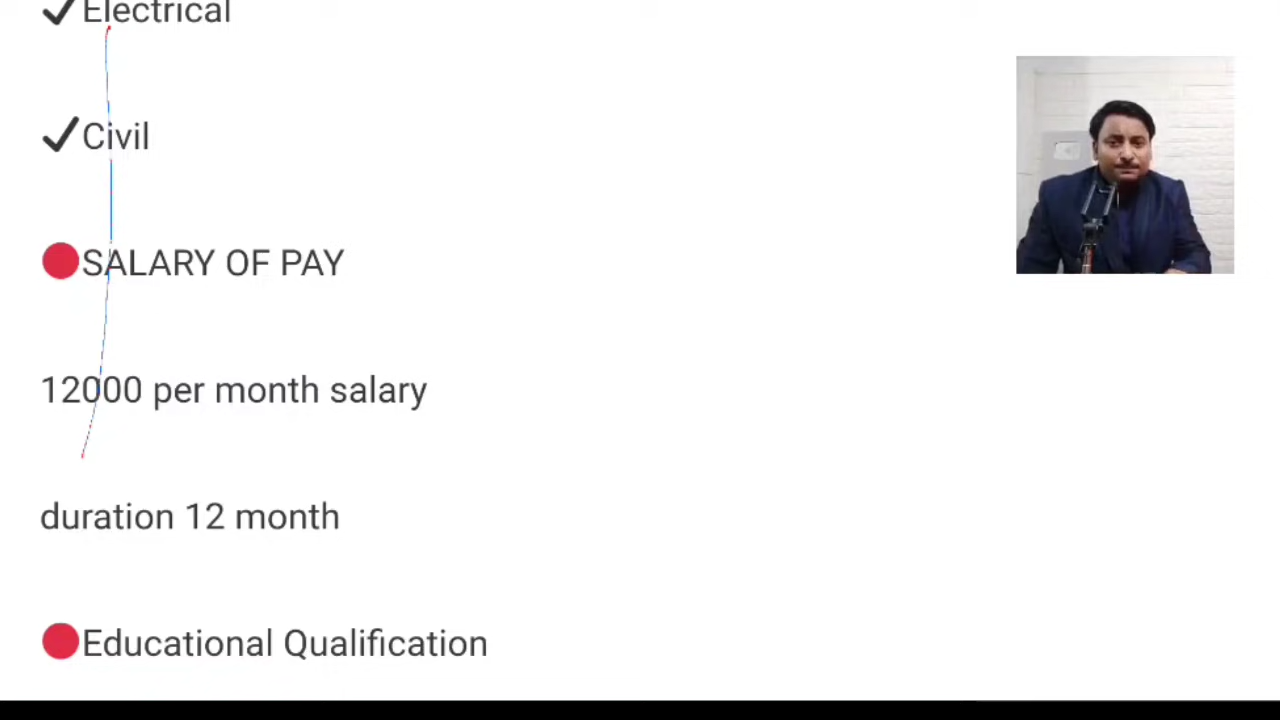 ✓Electrical
✓Civil
🔴SALARY OF PAY
12000 per month salary
duration 12 month
🔴Educational Qualification